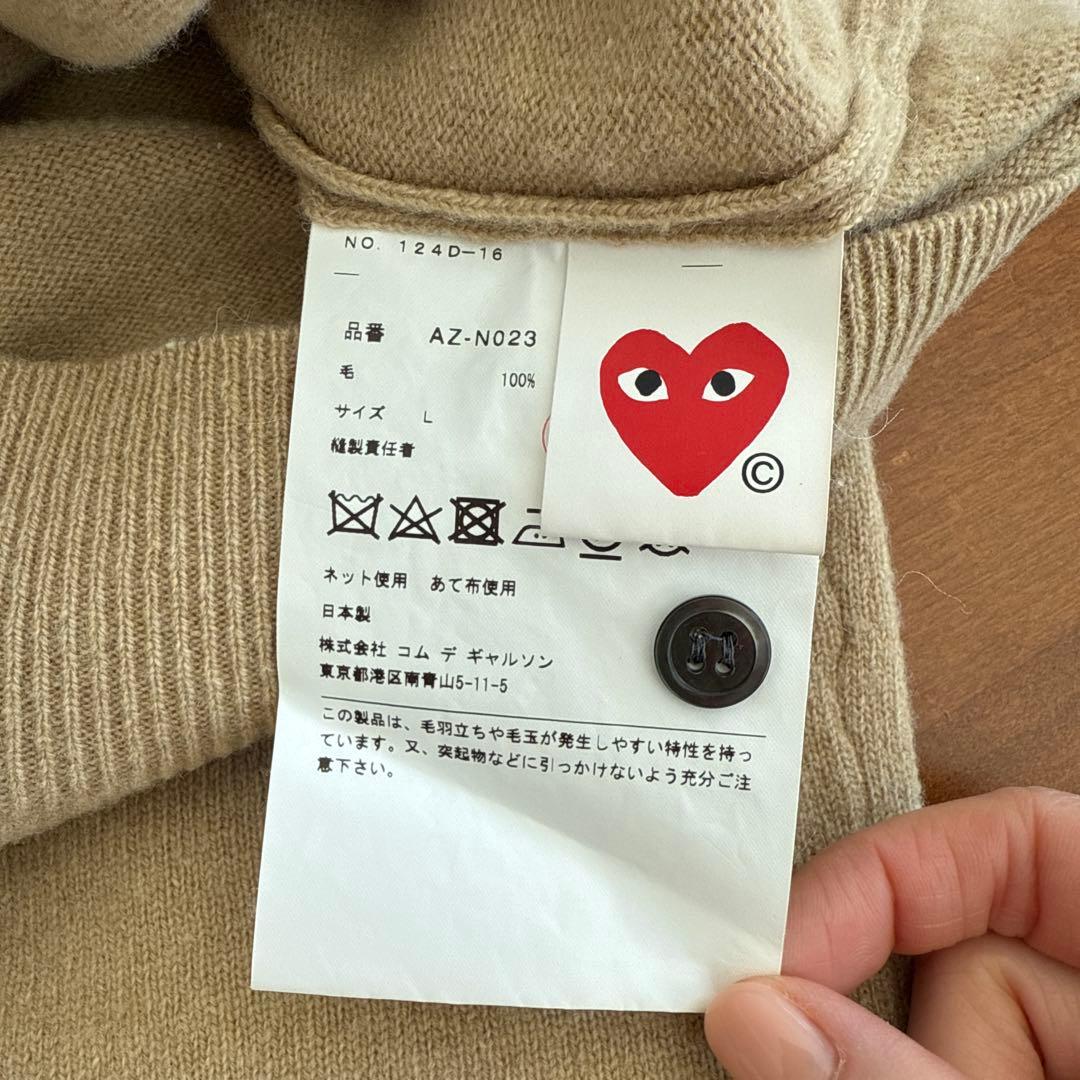 NO. 124D-16
品番 AZ-N023
毛 100%
サイズ L
縫製責任者
©
ネット使用 あて布使用
日本製
株式会社 コム デ ギャルソン
東京都港区南青山5-11-5
この製品は、毛羽立ちや毛玉が発生しやすい特性を持っ
ています。又、突起物などに引っかけないよう充分ご注
意下さい。